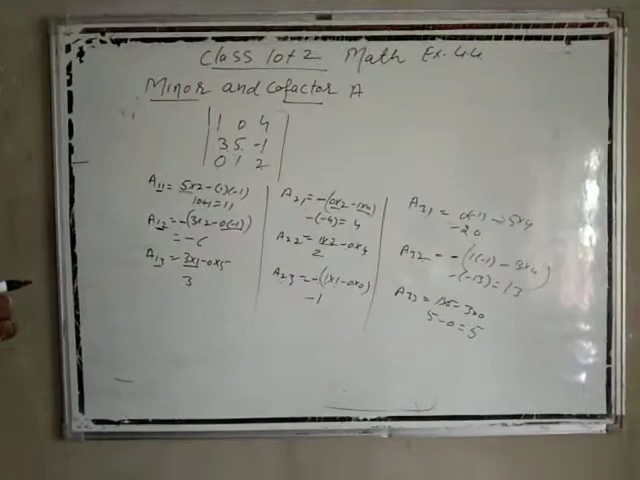 Class 10+2 Math Ex. 4.4
Minor and cofactor A
1 0 4
3 5 -1
0 1 2
A11 = 5x2 - (1)(-1)
10+1 = 11
A12 = -(3x2 - 0(-1))
= -6
A13 = 3x1 - 0x5
3
A21 = -(0x2 - 1x4)
-(-4) = 4
A22 = 1x2 - 0x4
2
A23 = -(1x1 - 0x0)
-1
A31 = 0(-1) - 5x4
-20
A32 = -(1(-1) - 3x4)
-(-13) = 13
A33 = 1x5 - 3x0
5-0 = 5